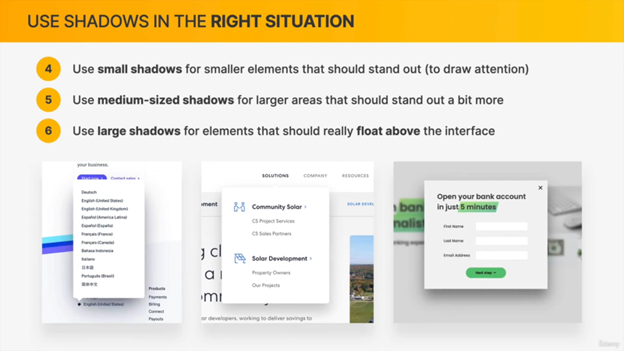 USE SHADOWS IN THE RIGHT SITUATION
4 Use small shadows for smaller elements that should stand out (to draw attention)
5 Use medium-sized shadows for larger areas that should stand out a bit more
6 Use large shadows for elements that should really float above the interface
your business.
Start now > Contact sales >
Deutsch
English (United States)
English (United Kingdom)
Español (América Latina)
Español (España)
Français (France)
Français (Canada)
Bahasa Indonesia
Italiano
日本語
Português (Brasil)
简体中文
English (United States)
Products
Payments
Billing
Connect
Payouts
SOLUTIONS COMPANY RESOURCES
opment
SOLAR DEVEL
Community Solar >
CS Project Services
CS Sales Partners
Solar Development >
Property Owners
Our Projects
ar developers, working to deliver savings to
Open your bank account
in just 5 minutes
First Name
Last Name
Email Address
Next step
Udemy